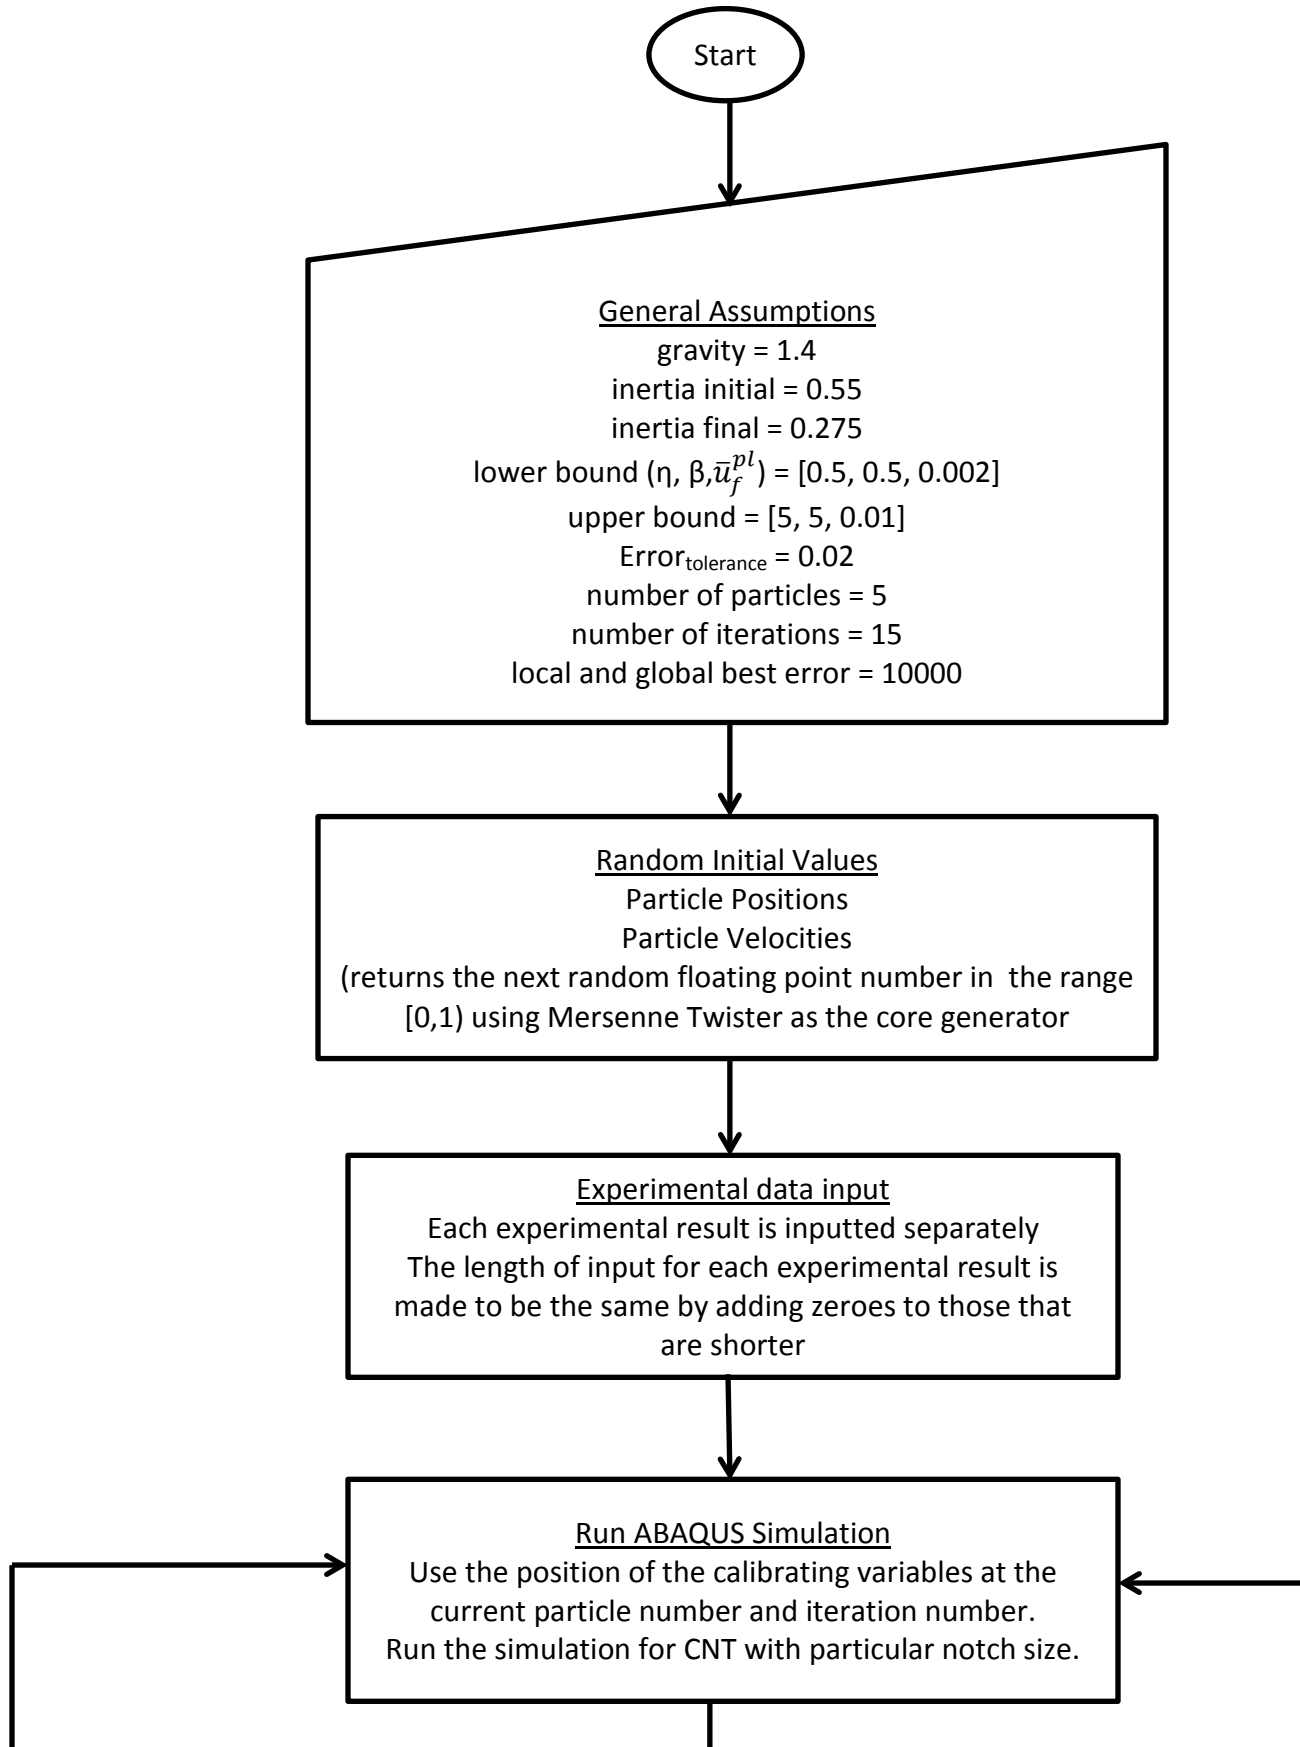 Start
General Assumptions
gravity = 1.4
inertia initial = 0.55
inertia final = 0.275
lower bound (η, β,ū_f^pl) = [0.5, 0.5, 0.002]
upper bound = [5, 5, 0.01]
Error_tolerance = 0.02
number of particles = 5
number of iterations = 15
local and global best error = 10000
Random Initial Values
Particle Positions
Particle Velocities
(returns the next random floating point number in  the range
[0,1) using Mersenne Twister as the core generator
Experimental data input
Each experimental result is inputted separately
The length of input for each experimental result is
made to be the same by adding zeroes to those that
are shorter
Run ABAQUS Simulation
Use the position of the calibrating variables at the
current particle number and iteration number.
Run the simulation for CNT with particular notch size.